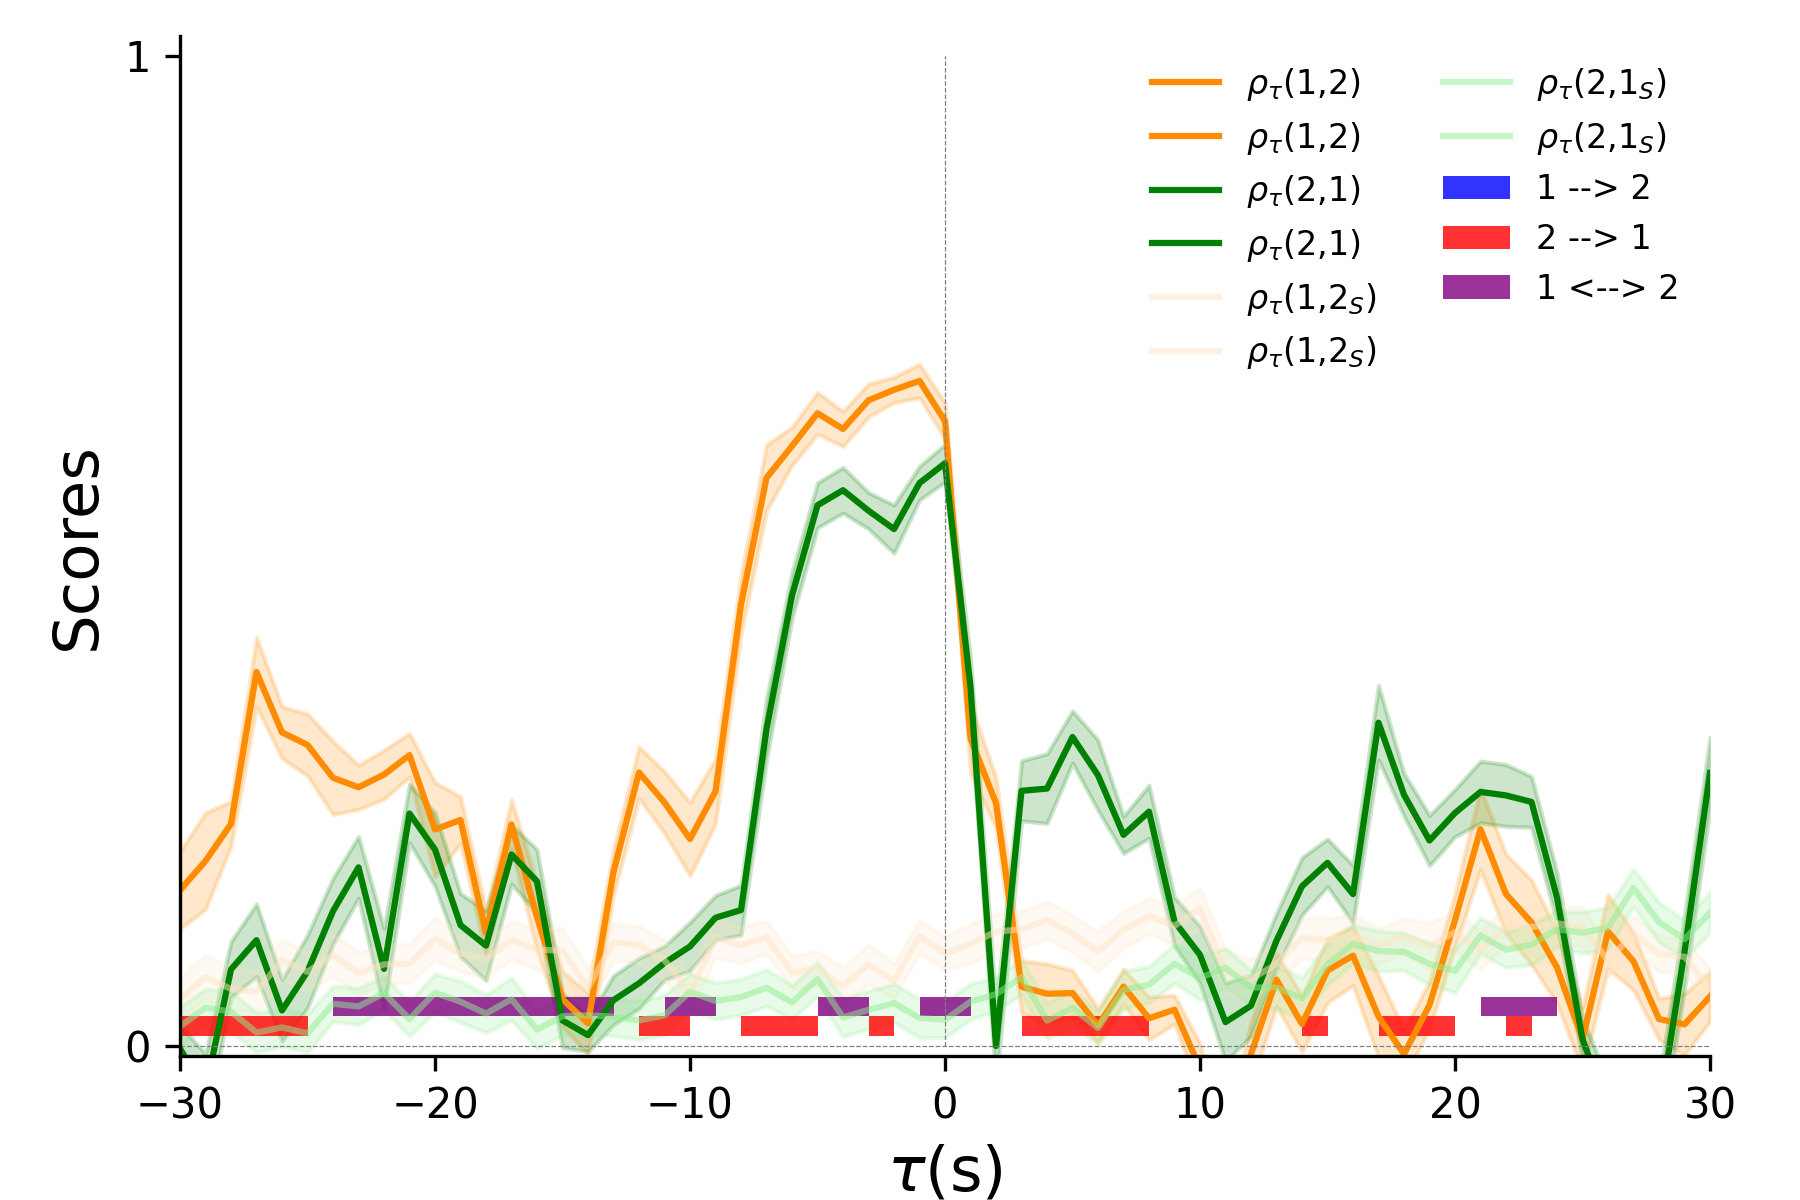 1
ρτ(1,2)
ρτ(1,2)
ρτ(2,1)
ρτ(2,1)
ρτ(1,2S)
ρτ(1,2S)
ρτ(2,1S)
ρτ(2,1S)
1 --> 2
2 --> 1
1 <--> 2
Scores
0
−30 −20 −10 0 10 20 30
τ(s)